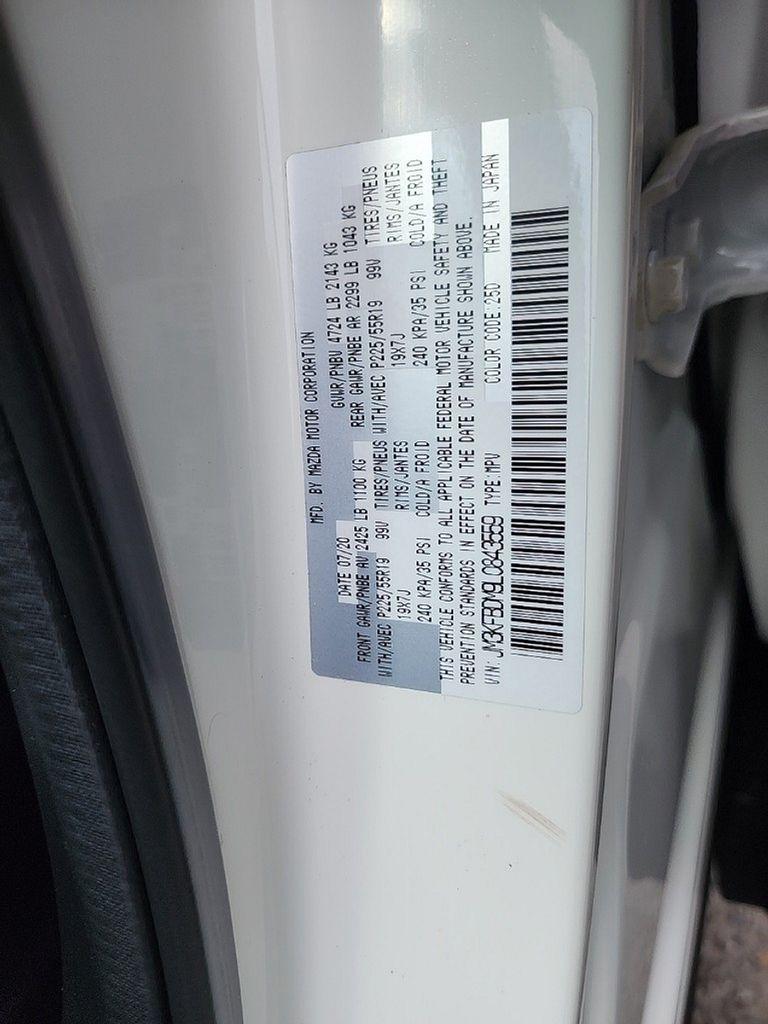 MFD. BY MAZDA MOTOR CORPORATION
DATE 07/20 GVWR/PNBV 4724 LB 2143 KG
FRONT GAWR/PNBE AV 2425 LB 1100 KG REAR GAWR/PNBE AR 2299 LB 1043 KG
WITH/AVEC P225/55R19 99V TIRES/PNEUS WITH/AVEC P225/55R19 99V TIRES/PNEUS
19X7J RIMS/JANTES 19X7J RIMS/JANTES
240 KPA/35 PSI COLD/A FROID 240 KPA/35 PSI COLD/A FROID
THIS VEHICLE CONFORMS TO ALL APPLICABLE FEDERAL MOTOR VEHICLE SAFETY AND THEFT
PREVENTION STANDARDS IN EFFECT ON THE DATE OF MANUFACTURE SHOWN ABOVE.
VIN: JM3KFBDM9L0843559 TYPE:MPV COLOR CODE:25D MADE IN JAPAN